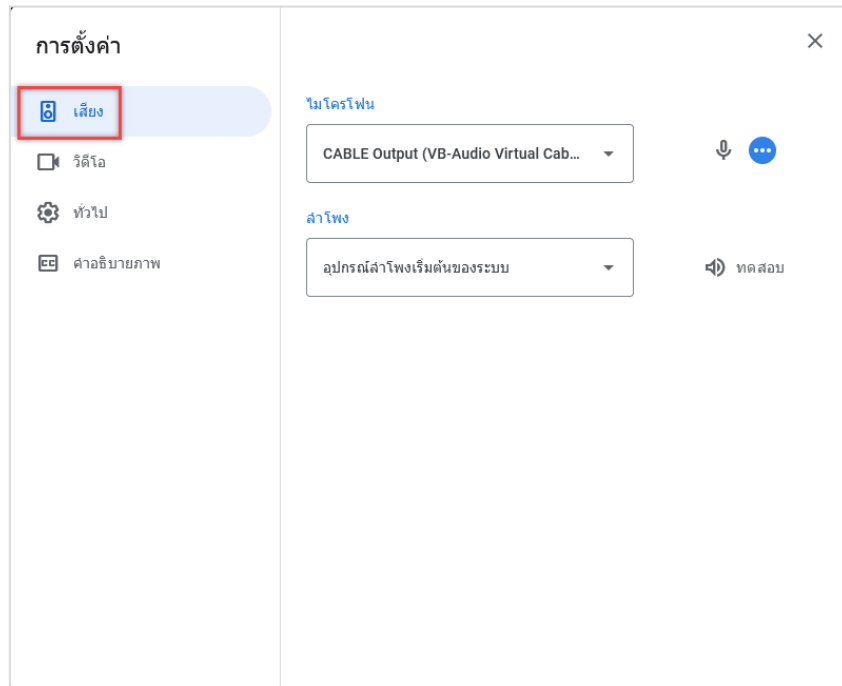 การตั้งค่า
เสียง
วิดีโอ
ทั่วไป
คำอธิบายภาพ
ไมโครโฟน
CABLE Output (VB-Audio Virtual Cab...
ลำโพง
อุปกรณ์ลำโพงเริ่มต้นของระบบ
ทดสอบ